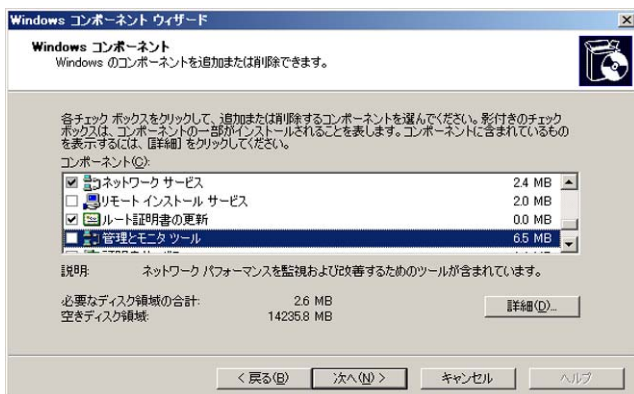 Windows コンポーネント ウィザード
Windows コンポーネント
Windows のコンポーネントを追加または削除できます。
各チェック ボックスをクリックして、追加または削除するコンポーネントを選んでください。影付きのチェック
ボックスは、コンポーネントの一部がインストールされることを表します。コンポーネントに含まれているもの
を表示するには、[詳細] をクリックしてください。
コンポーネント(C):
ネットワーク サービス 2.4 MB
リモート インストール サービス 2.0 MB
ルート証明書の更新 0.0 MB
管理とモニタ ツール 6.5 MB
説明: ネットワーク パフォーマンスを監視および改善するためのツールが含まれています。
必要なディスク領域の合計: 2.6 MB
空きディスク領域: 14235.8 MB
詳細(D)...
< 戻る(B) 次へ(N) > キャンセル ヘルプ